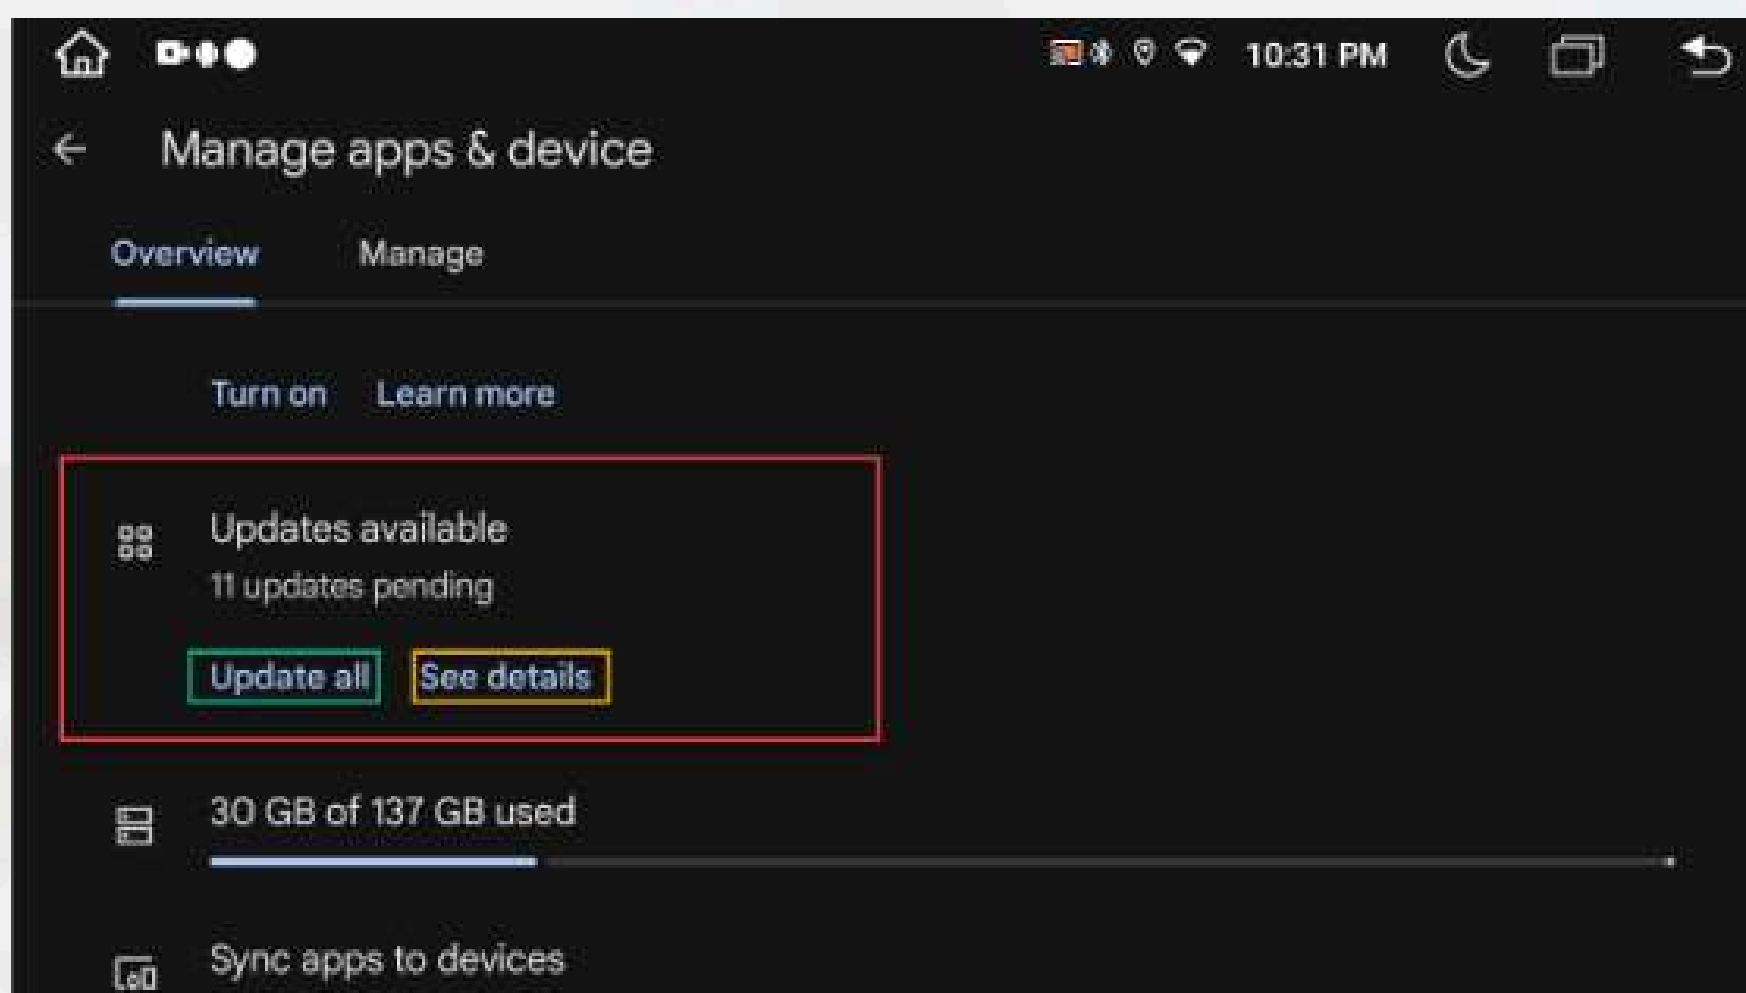 10:31 PM
Manage apps & device
Overview Manage
Turn on Learn more
Updates available
11 updates pending
Update all See details
30 GB of 137 GB used
Sync apps to devices